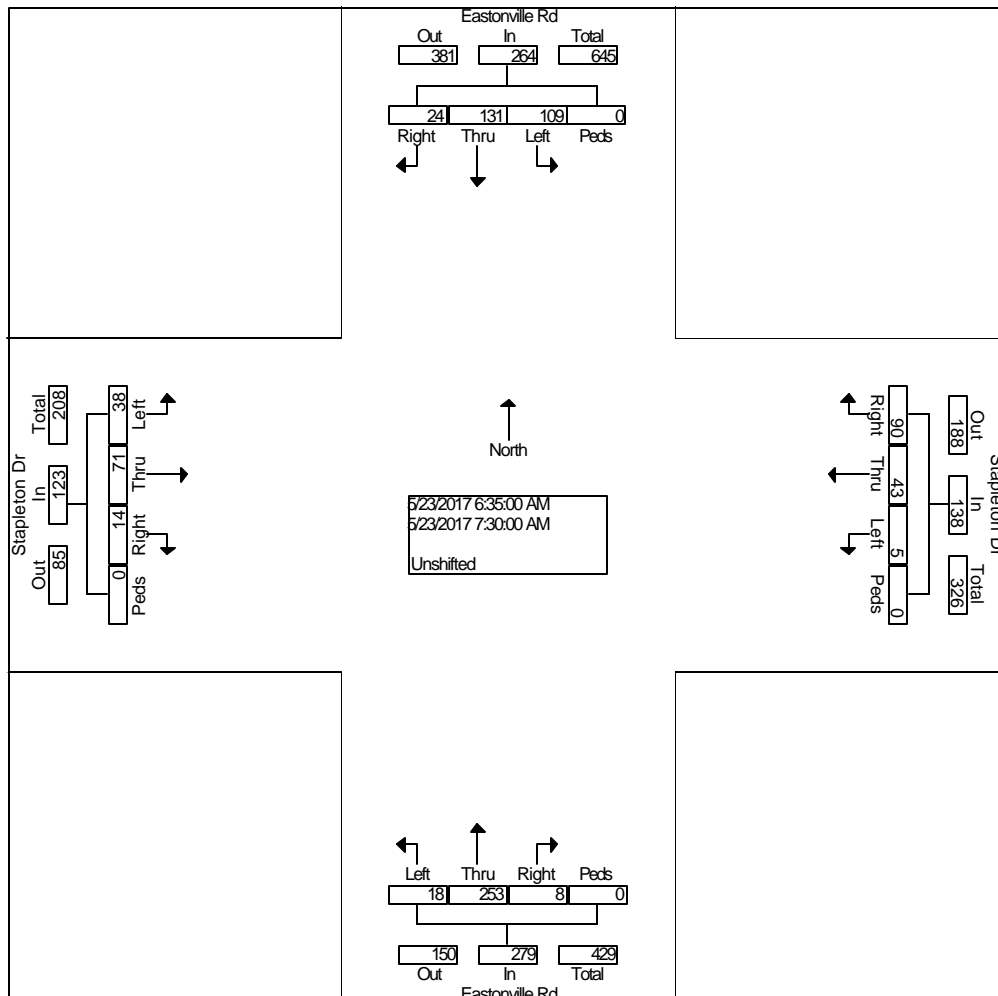 Eastonville Rd
Out In Total
381 264 645
24 131 109 0
Right Thru Left Peds
Stapleton Dr
Total In Out
208 123 85
38 71 14 0
Left Thru Right Peds
North
5/23/2017 6:35:00 AM
5/23/2017 7:30:00 AM
Unshifted
Right Thru Left Peds
90 43 5 0
188 138 326
Out In Total
Stapleton Dr
Left Thru Right Peds
18 253 8 0
150 279 429
Out In Total
Eastonville Rd